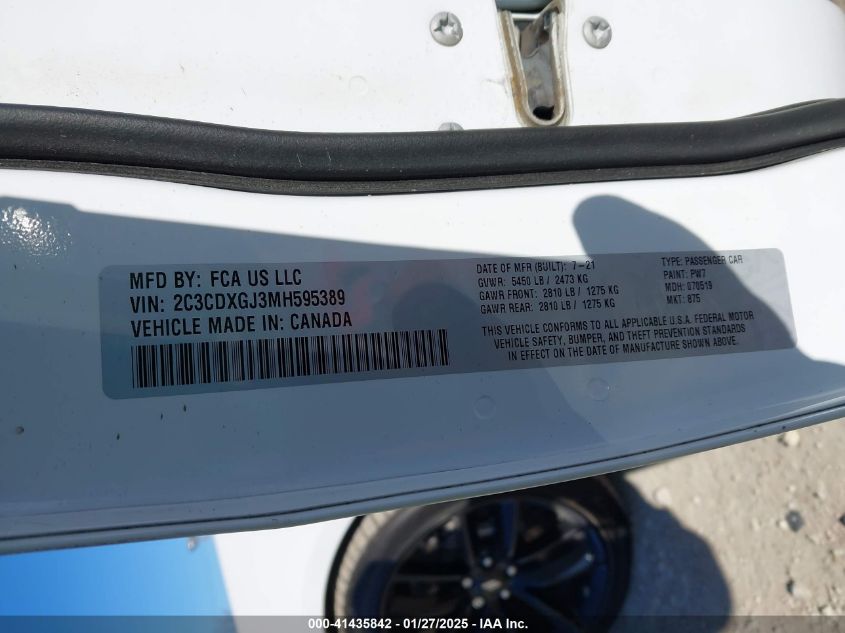 MFD BY: FCA US LLC
VIN: 2C3CDXGJ3MH595389
VEHICLE MADE IN: CANADA
DATE OF MFR (BUILT): 7-21
GVWR: 5450 LB / 2473 KG
GAWR FRONT: 2810 LB / 1275 KG
GAWR REAR: 2810 LB / 1275 KG
TYPE: PASSENGER CAR
PAINT: PW7
MDH: 070519
MKT: 875
THIS VEHICLE CONFORMS TO ALL APPLICABLE U.S.A. FEDERAL MOTOR
VEHICLE SAFETY, BUMPER, AND THEFT PREVENTION STANDARDS
IN EFFECT ON THE DATE OF MANUFACTURE SHOWN ABOVE.
000-41435842 - 01/27/2025 - IAA Inc.